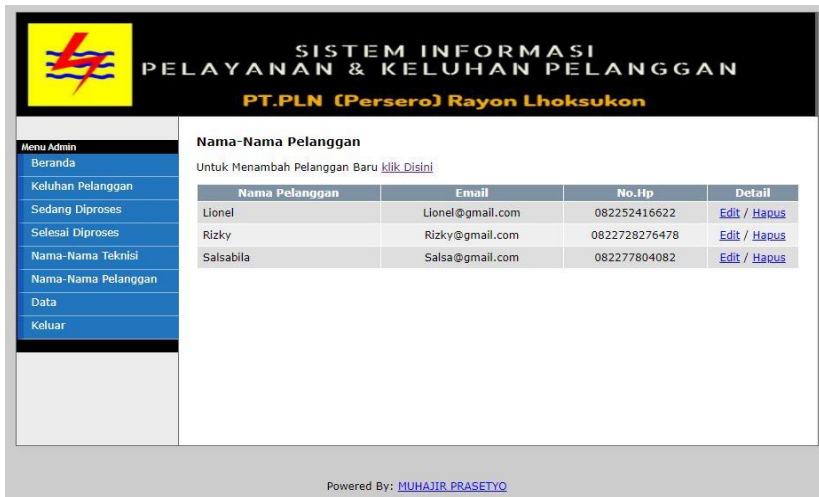 SISTEM INFORMASI
PELAYANAN & KELUHAN PELANGGAN
PT.PLN (Persero) Rayon Lhoksukon
Menu Admin
Beranda
Keluhan Pelanggan
Sedang Diproses
Selesai Diproses
Nama-Nama Teknisi
Nama-Nama Pelanggan
Data
Keluar
Nama-Nama Pelanggan
Untuk Menambah Pelanggan Baru klik Disini
Nama Pelanggan Email No.Hp Detail
Lionel Lionel@gmail.com 082252416622 Edit / Hapus
Rizky Rizky@gmail.com 0822728276478 Edit / Hapus
Salsabila Salsa@gmail.com 082277804082 Edit / Hapus
Powered By: MUHAJIR PRASETYO